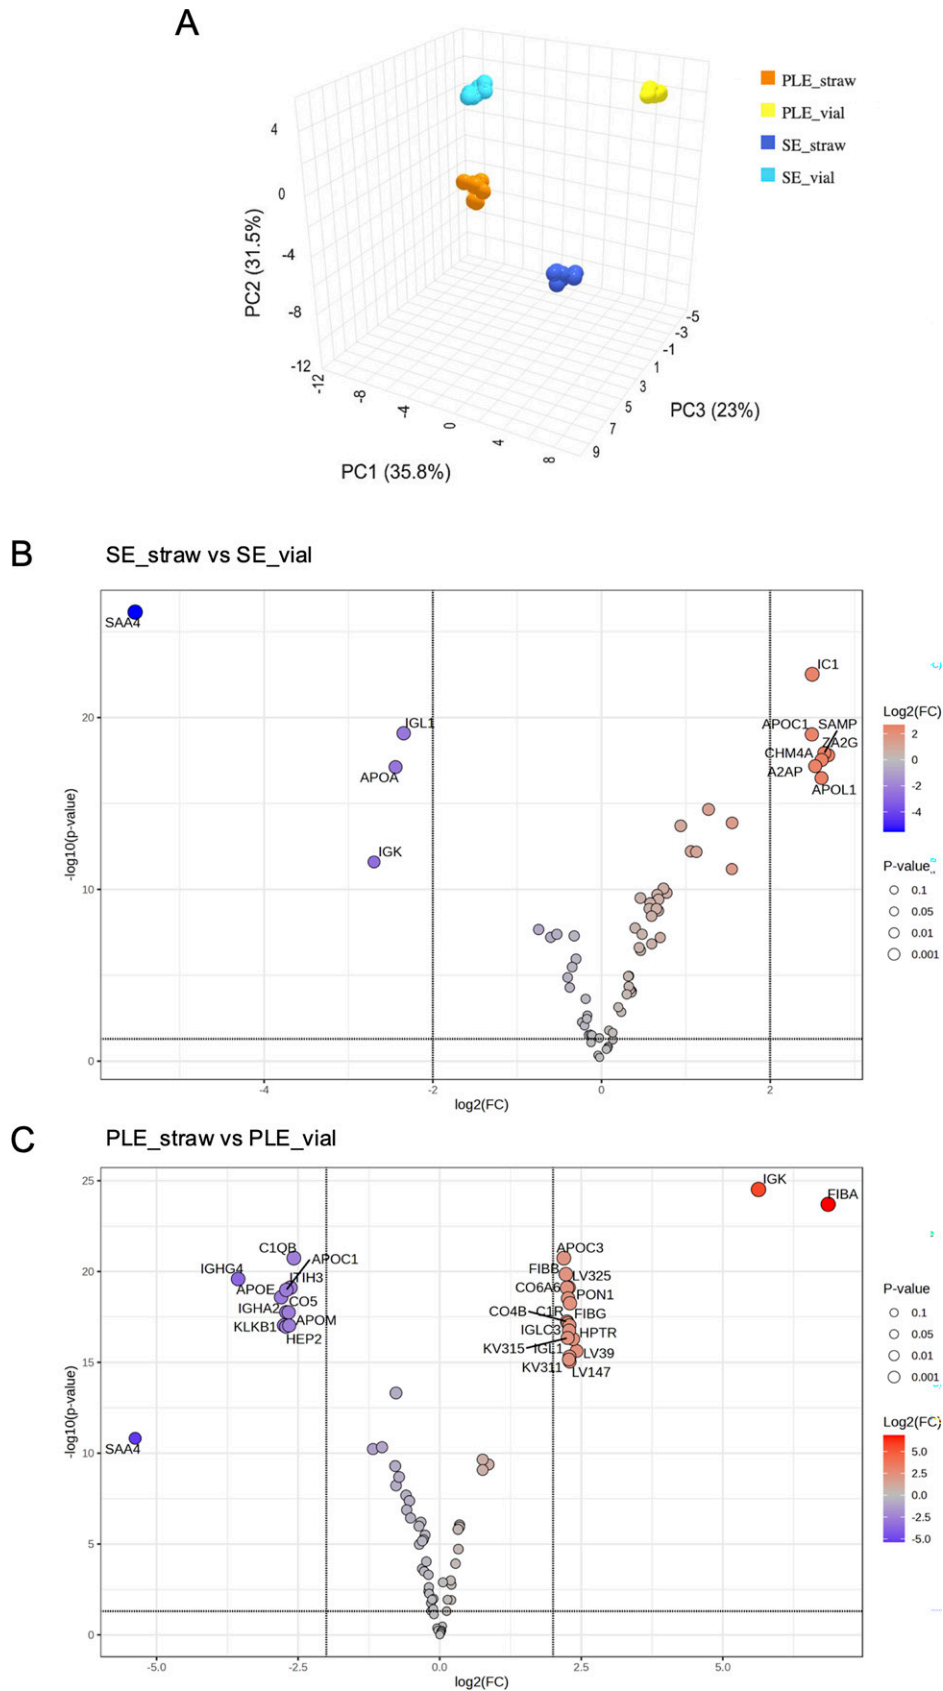 A
PLE_straw
PLE_vial
SE_straw
SE_vial
4
0
-4
-8
-12
PC2 (31.5%)
-12
-8
-4
0
4
8
PC1 (35.8%)
-5
-3
-1
1
3
5
7
9
PC3 (23%)
B
SE_straw vs SE_vial
SAA4
IC1
IGL1
APOC1 SAMP
ZA2G
CHM4A
APOA
A2AP
APOL1
IGK
20
10
0
-log10(p-value)
-4
-2
0
2
log2(FC)
Log2(FC)
2
0
-2
-4
P-value
0.1
0.05
0.01
0.001
C
PLE_straw vs PLE_vial
IGK
FIBA
C1QB
APOC1
APOC3
IGHG4
ITIH3
FIBB
LV325
APOE
CO6A6
PON1
IGHA2
CO5
CO4B
C1R
FIBG
KLKB1
APOM
IGLC3
HPTR
HEP2
KV315
IGL1
LV39
KV311
LV147
SAA4
25
20
15
10
5
0
-log10(p-value)
-5.0
-2.5
0.0
2.5
5.0
log2(FC)
P-value
0.1
0.05
0.01
0.001
Log2(FC)
5.0
2.5
0.0
-2.5
-5.0